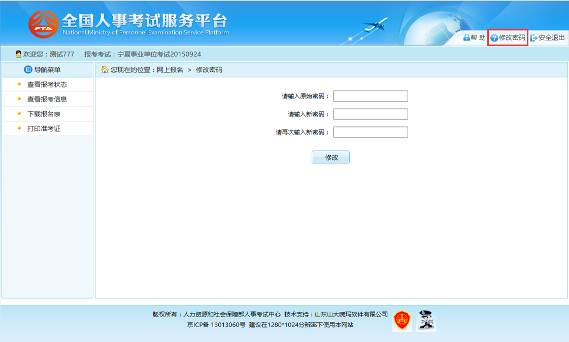 全国人事考试服务平台
National Ministry of Personnel Examination Service Platform
帮 助 修改密码 安全退出
欢迎您：测试777 报考考试：宁夏事业单位考试20150924
导航菜单
您现在的位置：网上报名 > 修改密码
查看报考状态
查看报考信息
下载报名表
打印准考证
请输入原始密码：
请输入新密码：
请再次输入新密码：
修改
版权所有：人力资源和社会保障部人事考试中心 技术支持：山东山大鸥玛软件有限公司
京ICP备 13013060号 建议在1280*1024分辨率下使用本网站